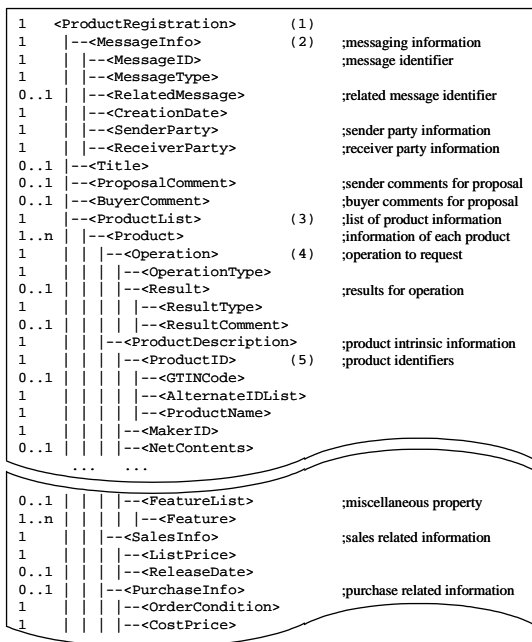 1 <ProductRegistration> (1)
1 |--<MessageInfo> (2) ;messaging information
1 | |--<MessageID> ;message identifier
1 | |--<MessageType>
0..1 | |--<RelatedMessage> ;related message identifier
1 | |--<CreationDate>
1 | |--<SenderParty> ;sender party information
1 | |--<ReceiverParty> ;receiver party information
0..1 |--<Title>
0..1 |--<ProposalComment> ;sender comments for proposal
0..1 |--<BuyerComment> ;buyer comments for proposal
1 |--<ProductList> (3) ;list of product information
1..n | |--<Product> ;information of each product
1 | | |--<Operation> (4) ;operation to request
1 | | | |--<OperationType>
0..1 | | | |--<Result> ;results for operation
1 | | | | |--<ResultType>
0..1 | | | | |--<ResultComment>
1 | | |--<ProductDescription> ;product intrinsic information
1 | | | |--<ProductID> (5) ;product identifiers
0..1 | | | |--<GTINCode>
1 | | | |--<AlternateIDList>
1 | | | |--<ProductName>
1 | | | |--<MakerID>
0..1 | | | |--<NetContents>
... ...
0..1 | | | |--<FeatureList> ;miscellaneous property
1..n | | | | |--<Feature>
1 | | |--<SalesInfo> ;sales related information
1 | | | |--<ListPrice>
0..1 | | | |--<ReleaseDate>
0..1 | | |--<PurchaseInfo> ;purchase related information
1 | | | |--<OrderCondition>
1 | | | |--<CostPrice>